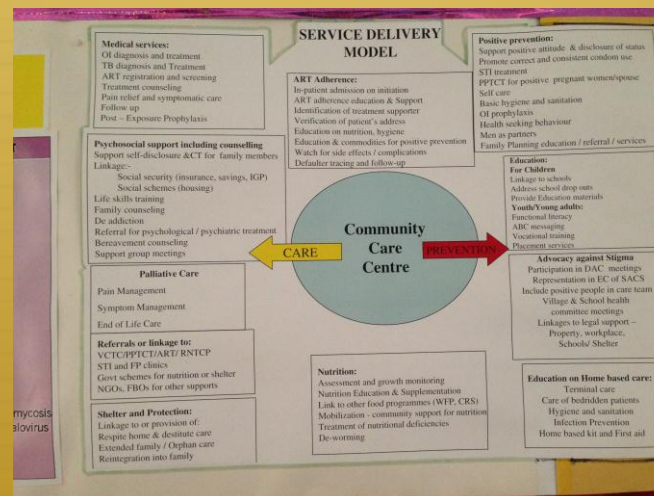 SERVICE DELIVERY
MODEL
Medical services:
OI diagnosis and treatment
TB diagnosis and Treatment
ART registration and screening
Treatment counseling
Pain relief and symptomatic care
Follow up
Post – Exposure Prophylaxis
ART Adherence:
In-patient admission on initiation
ART adherence education & Support
Identification of treatment supporter
Verification of patient's address
Education on nutrition, hygiene
Education & commodities for positive prevention
Watch for side effects / complications
Defaulter tracing and follow-up
Positive prevention:
Support positive attitude & disclosure of status
Promote correct and consistent condom use
STI treatment
PPTCT for positive pregnant women/spouse
Self care
Basic hygiene and sanitation
OI prophylaxis
Health seeking behaviour
Men as partners
Family Planning education / referral / services
Psychosocial support including counselling
Support self-disclosure &CT for family members
Linkage:-
Social security (insurance, savings, IGP)
Social schemes (housing)
Life skills training
Family counseling
De addiction
Referral for psychological / psychiatric treatment
Bereavement counseling
Support group meetings
CARE
Community
Care
Centre
PREVENTION
Education:
For Children
Linkage to schools
Address school drop outs
Provide Education materials
Youth/Young adults:
Functional literacy
ABC messaging
Vocational training
Placement services
Palliative Care
Pain Management
Symptom Management
End of Life Care
Advocacy against Stigma
Participation in DAC meetings
Representation in EC of SACS
Include positive people in care team
Village & School health
committee meetings
Linkages to legal support –
Property, workplace,
Schools/ Shelter
Referrals or linkage to:
VCTC/PPTCT/ART/ RNTCP
STI and FP clinics
Govt schemes for nutrition or shelter
NGOs, FBOs for other supports
Nutrition:
Assessment and growth monitoring
Nutrition Education & Supplementation
Link to other food programmes (WFP, CRS)
Mobilization - community support for nutrition
Treatment of nutritional deficiencies
De-worming
Education on Home based care:
Terminal care
Care of bedridden patients
Hygiene and sanitation
Infection Prevention
Home based kit and First aid
Shelter and Protection:
Linkage to or provision of:
Respite home & destitute care
Extended family / Orphan care
Reintegration into family
mycosis
alovirus